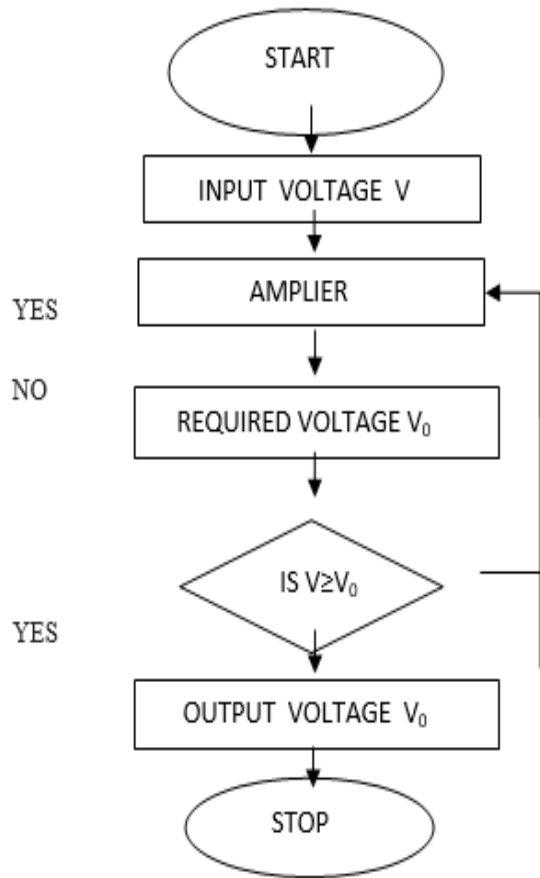 START
INPUT VOLTAGE V
AMPLIER
YES
NO
REQUIRED VOLTAGE V₀
IS V≥V₀
YES
OUTPUT VOLTAGE V₀
STOP